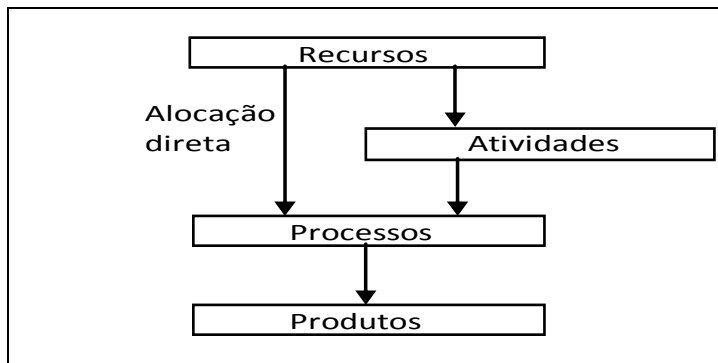 Recursos
Alocação
direta
Atividades
Processos
Produtos